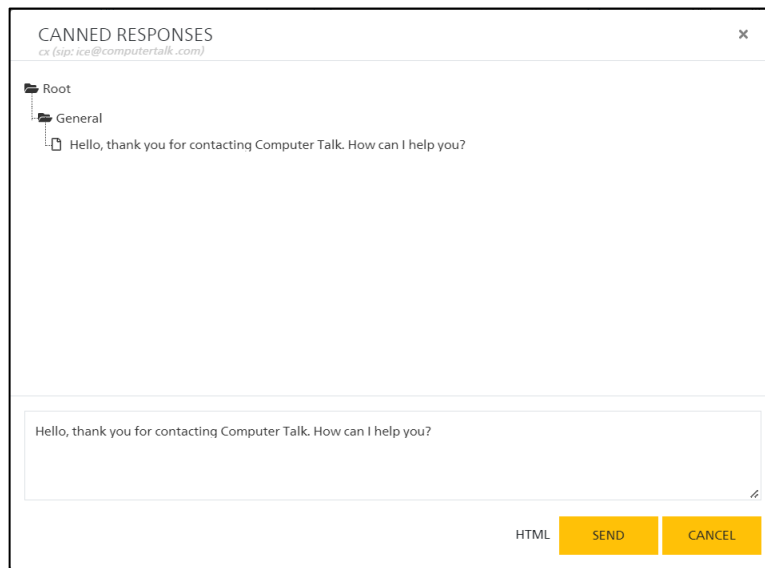 CANNED RESPONSES
cx (sip: ice@computertalk .com)
Root
General
Hello, thank you for contacting Computer Talk. How can I help you?
Hello, thank you for contacting Computer Talk. How can I help you?
HTML SEND CANCEL